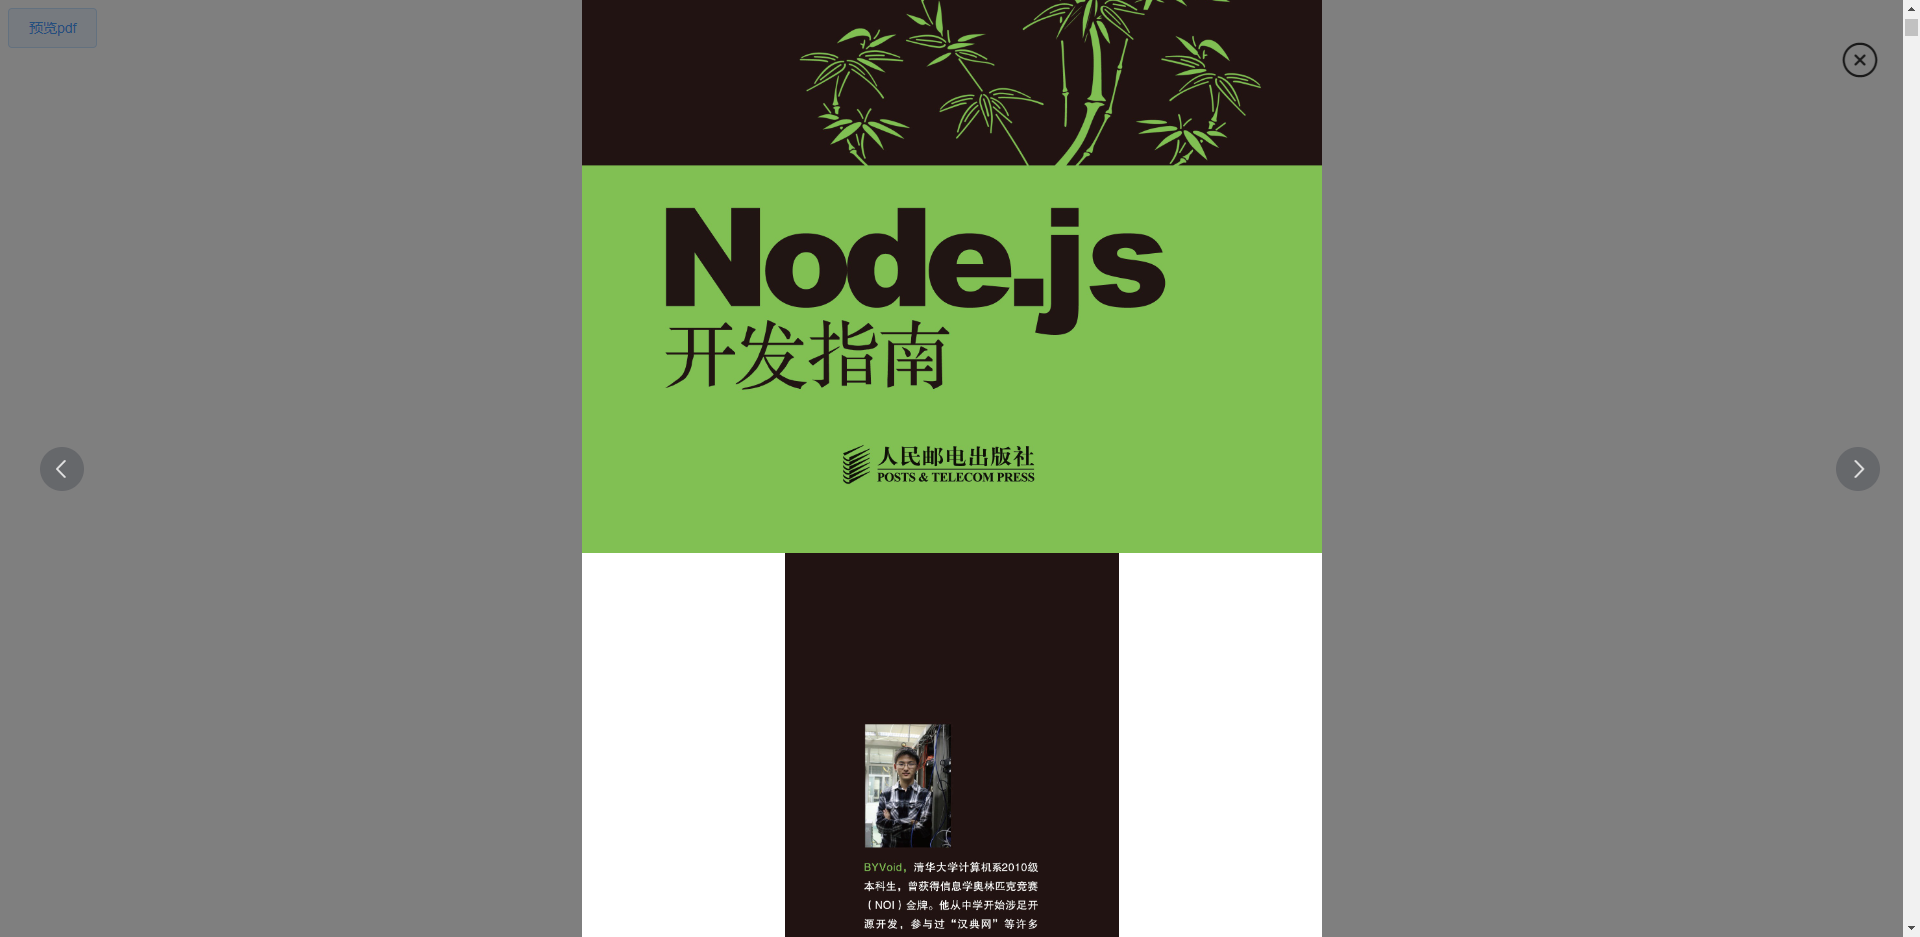 预览pdf
Node.js
开发指南
人民邮电出版社
POSTS & TELECOM PRESS
BYVoid，清华大学计算机系2010级
本科生，曾获得信息学奥林匹克竞赛
（NOI）金牌。他从中学开始涉足开
源开发，参与过“汉典网”等许多